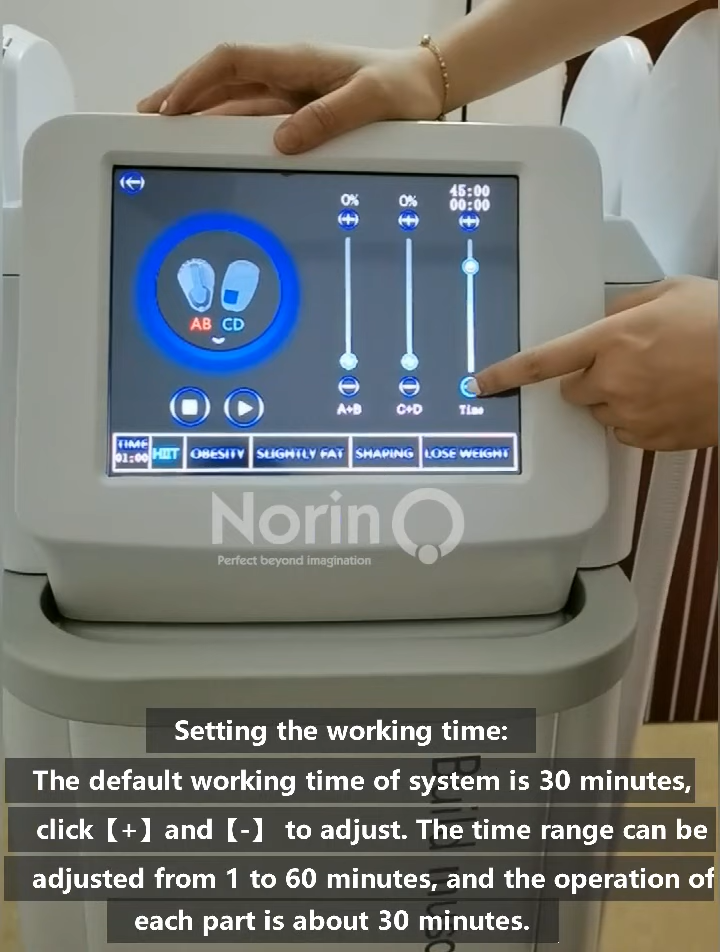 0% 0% 45:00
00:00
AB CD
A+B C+D Time
TIME
01:00 HIIT OBESITY SLIGHTLY FAT SHAPING LOSE WEIGHT
Norin
Perfect beyond imagination
Setting the working time:
The default working time of system is 30 minutes,
click【+】and【-】 to adjust. The time range can be
adjusted from 1 to 60 minutes, and the operation of
each part is about 30 minutes.
Build musc